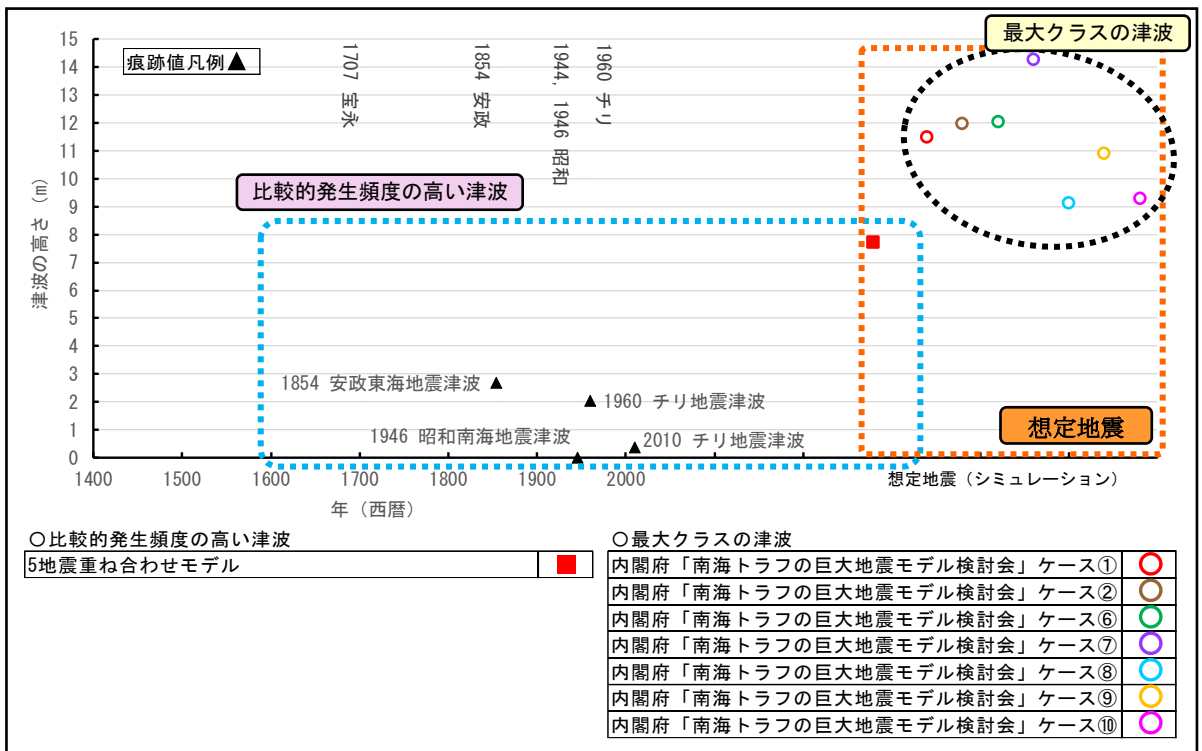 最大クラスの津波
痕跡値凡例▲
1707 宝永
1854 安政
1944, 1946 昭和
1960 チリ
比較的発生頻度の高い津波
津波の高さ (m)
15
14
13
12
11
10
9
8
7
6
5
4
3
2
1
0
1854 安政東海地震津波
1960 チリ地震津波
1946 昭和南海地震津波
2010 チリ地震津波
想定地震
1400 1500 1600 1700 1800 1900 2000
想定地震(シミュレーション)
年(西暦)
○比較的発生頻度の高い津波
5地震重ね合わせモデル
○最大クラスの津波
内閣府「南海トラフの巨大地震モデル検討会」ケース①
内閣府「南海トラフの巨大地震モデル検討会」ケース②
内閣府「南海トラフの巨大地震モデル検討会」ケース⑥
内閣府「南海トラフの巨大地震モデル検討会」ケース⑦
内閣府「南海トラフの巨大地震モデル検討会」ケース⑧
内閣府「南海トラフの巨大地震モデル検討会」ケース⑨
内閣府「南海トラフの巨大地震モデル検討会」ケース⑩